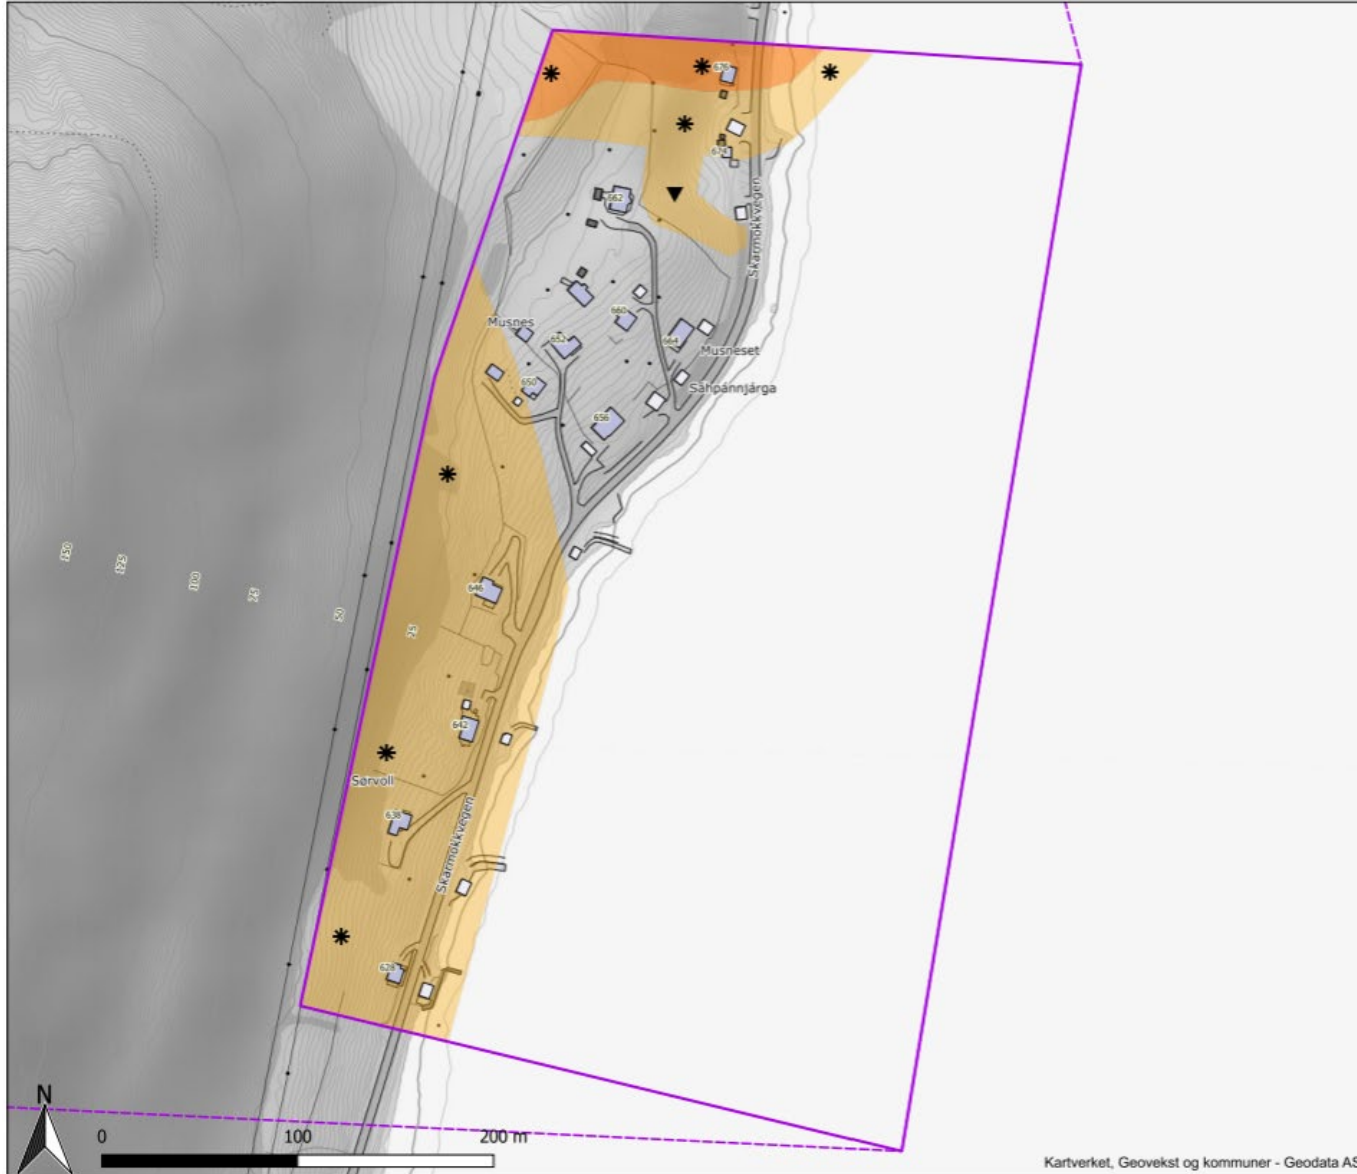 676
674
662
Skarmokkvegen
Musnes
660
652
664
Musneset
650
Sáhpánnjárga
656
150
125
100
75
50
25
646
642
Sørvoll
638
Skarmokkvegen
628
N
0 100 200 m
Kartverket, Geovekst og kommuner - Geodata AS